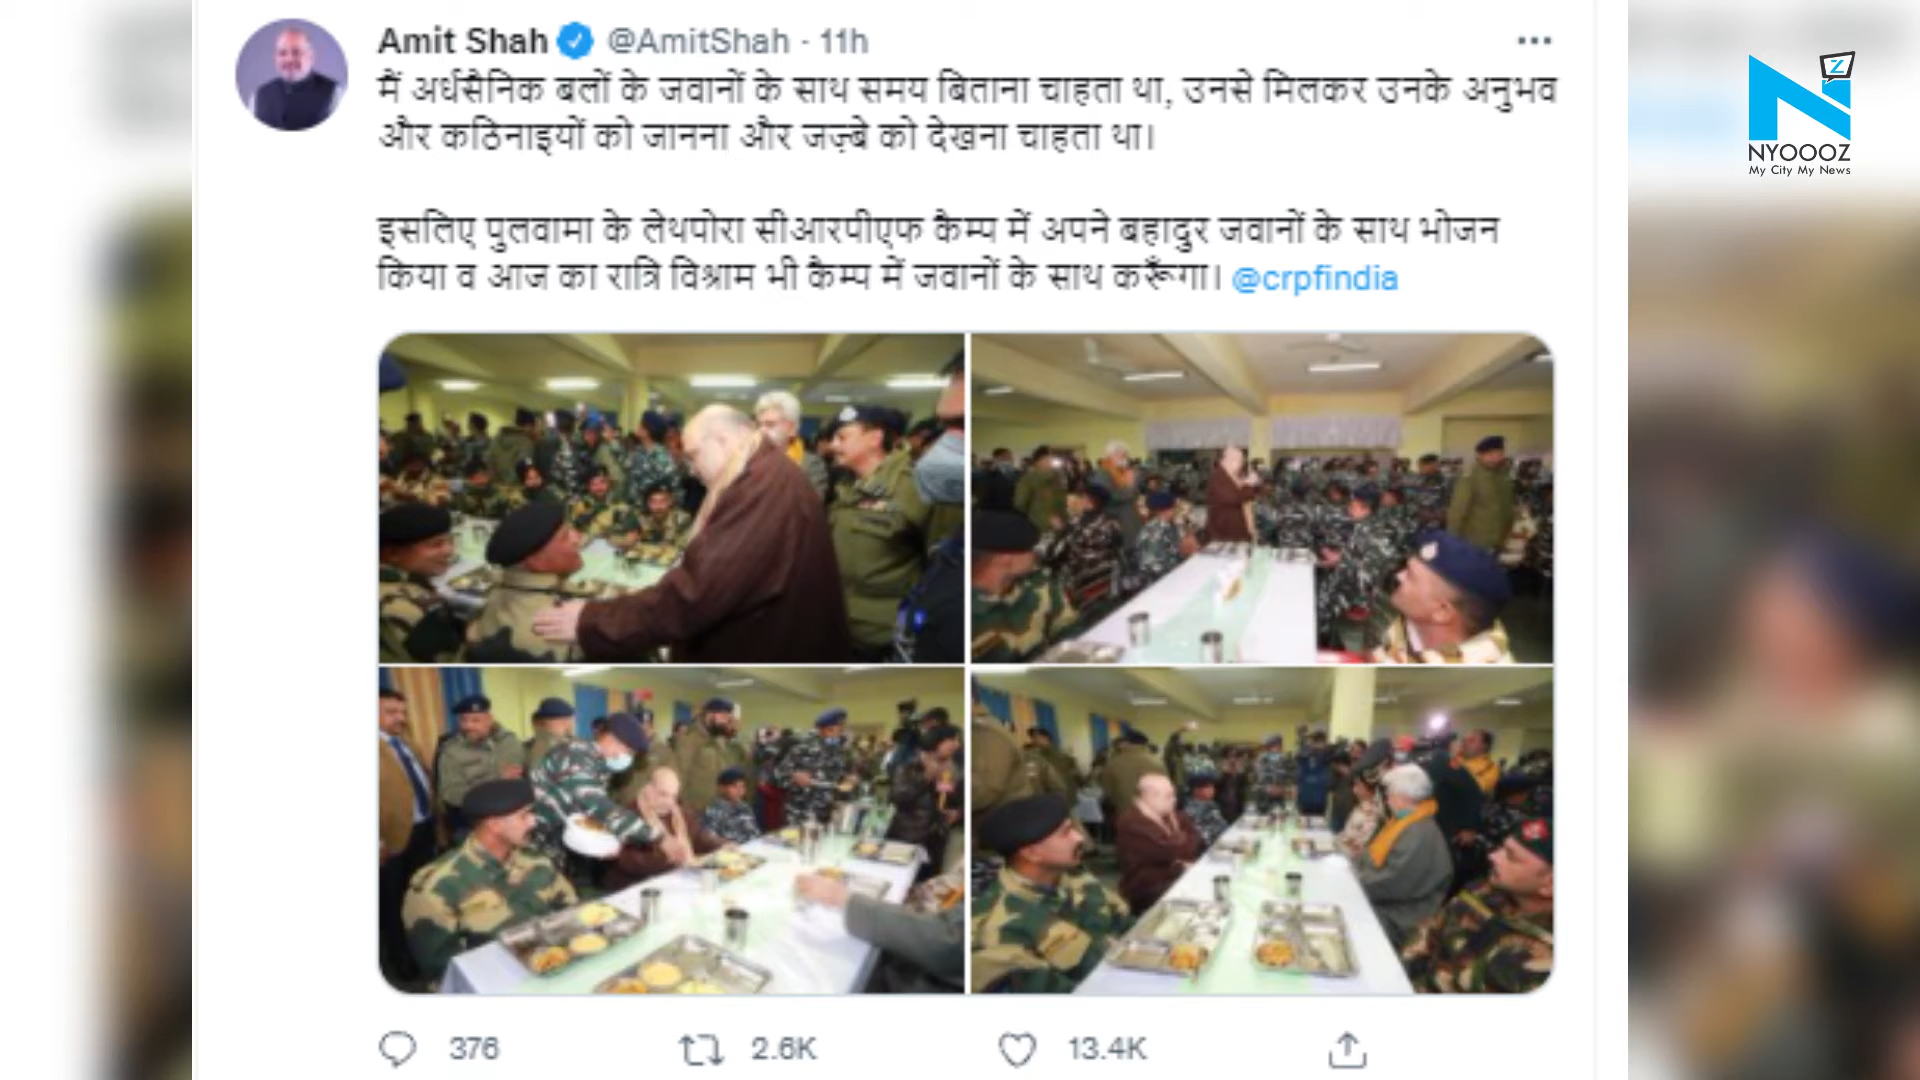 Amit Shah @AmitShah · 11h
मैं अर्धसैनिक बलों के जवानों के साथ समय बिताना चाहता था, उनसे मिलकर उनके अनुभव
और कठिनाइयों को जानना और जज़्बे को देखना चाहता था।
इसलिए पुलवामा के लेथपोरा सीआरपीएफ कैम्प में अपने बहादुर जवानों के साथ भोजन
किया व आज का रात्रि विश्राम भी कैम्प में जवानों के साथ करूँगा। @crpfindia
376 2.6K 13.4K
Z
NYOOOZ
My City My News